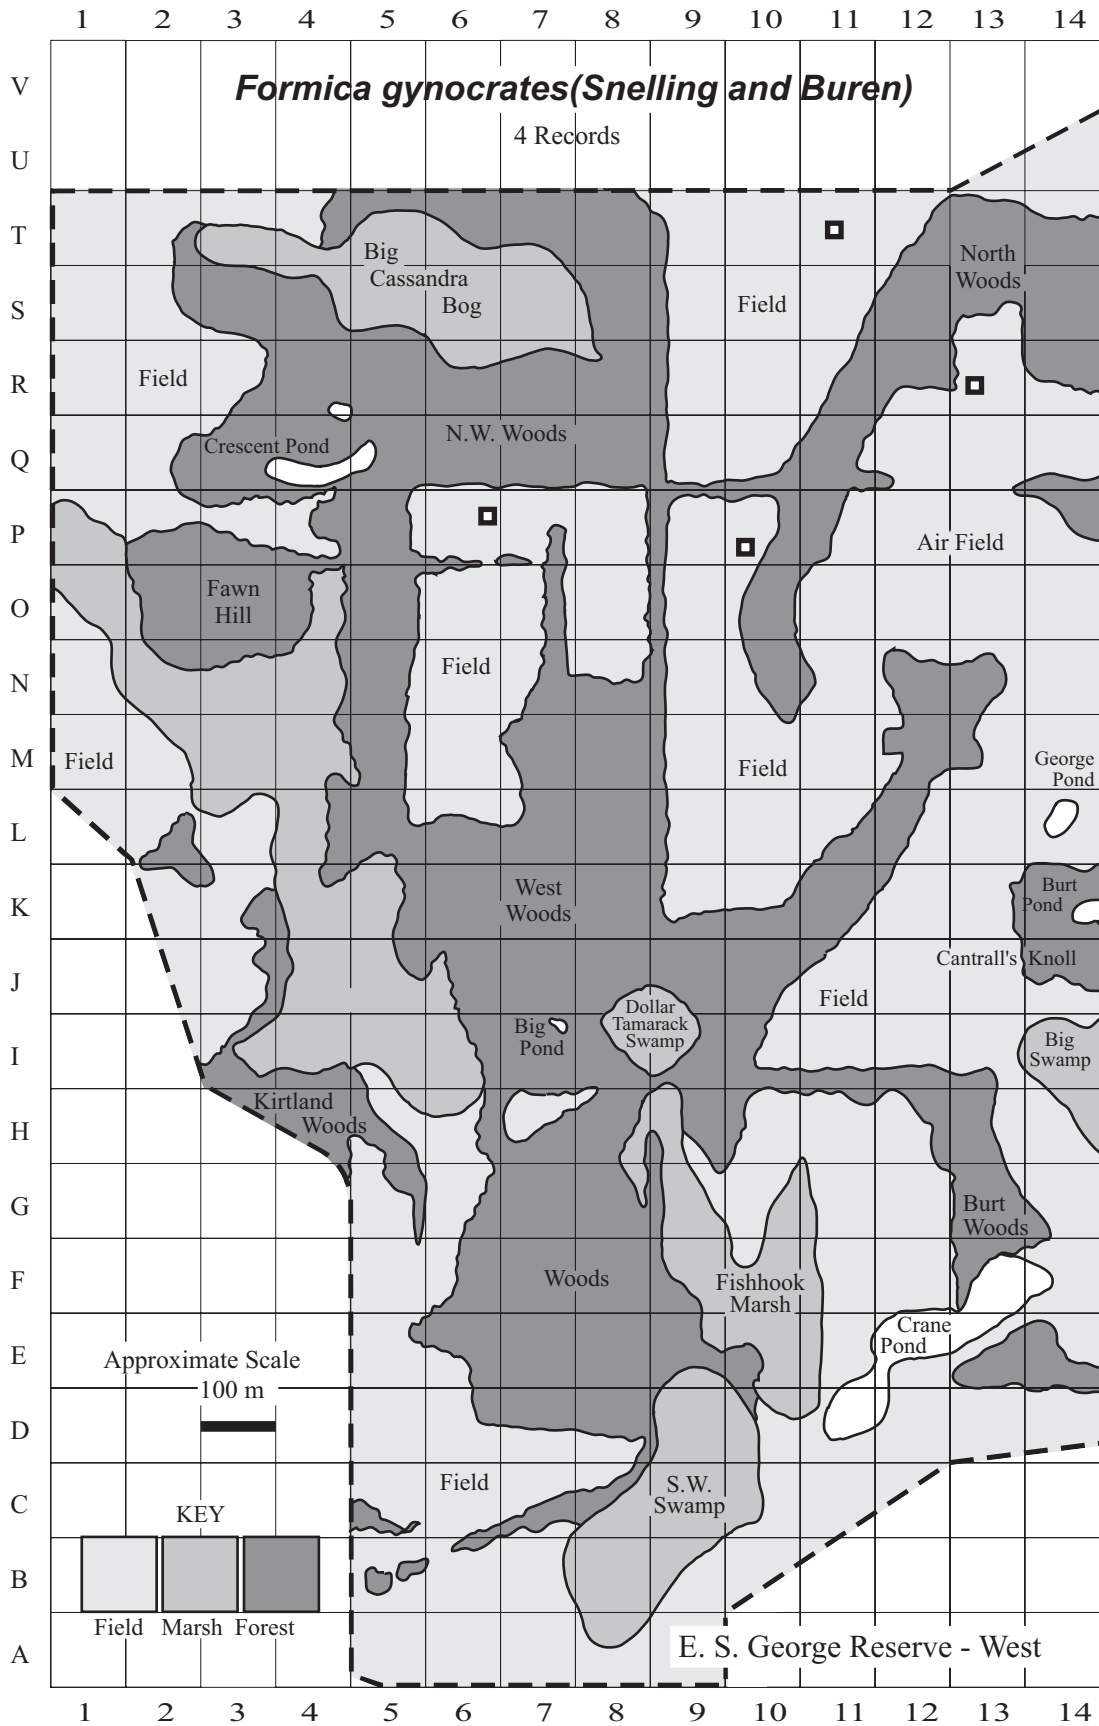 1 2 3 4 5 6 7 8 9 10 11 12 13 14
V
Formica gynocrates(Snelling and Buren)
4 Records
U
T
Big
Cassandra
Bog
North
Woods
S
Field
R
Field
Q
Crescent Pond
N.W. Woods
P
Air Field
O
Fawn
Hill
N
Field
M
Field
Field
George
Pond
L
K
West
Woods
Burt
Pond
Cantrall's Knoll
J
Field
Dollar
Tamarack
Swamp
Big
Pond
I
Big
Swamp
Kirtland
Woods
H
G
Burt
Woods
F
Woods
Fishhook
Marsh
Crane
Pond
E
Approximate Scale
100 m
D
Field
S.W.
Swamp
C
KEY
B
Field Marsh Forest
A
E. S. George Reserve - West
1 2 3 4 5 6 7 8 9 10 11 12 13 14